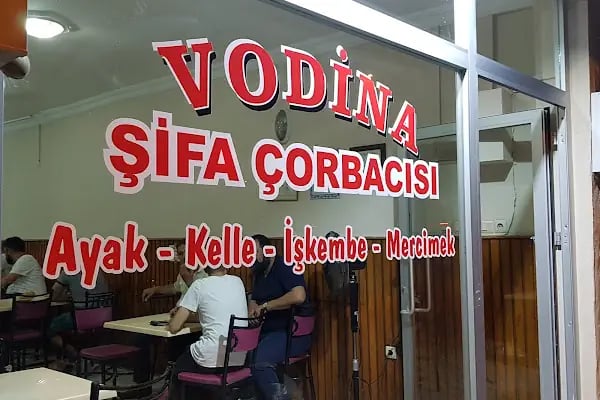 VODİNA
ŞİFA ÇORBACISI
Ayak - Kelle - İşkembe - Mercimek